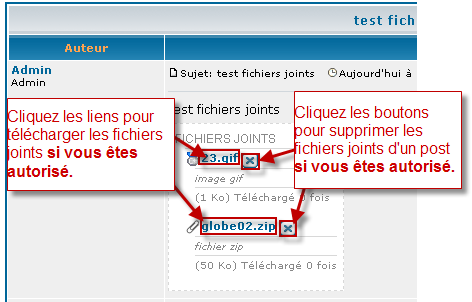 test fich
Auteur
Admin
Admin
Sujet: test fichiers joints
Aujourd'hui à
test fichiers joints
Cliquez les liens pour
télécharger les fichiers
joints si vous êtes
autorisé.
Cliquez les boutons
pour supprimer les
fichiers joints d'un post
si vous êtes autorisé.
FICHIERS JOINTS
23.gif
image gif
(1 Ko) Téléchargé 0 fois
globe02.zip
fichier zip
(50 Ko) Téléchargé 0 fois